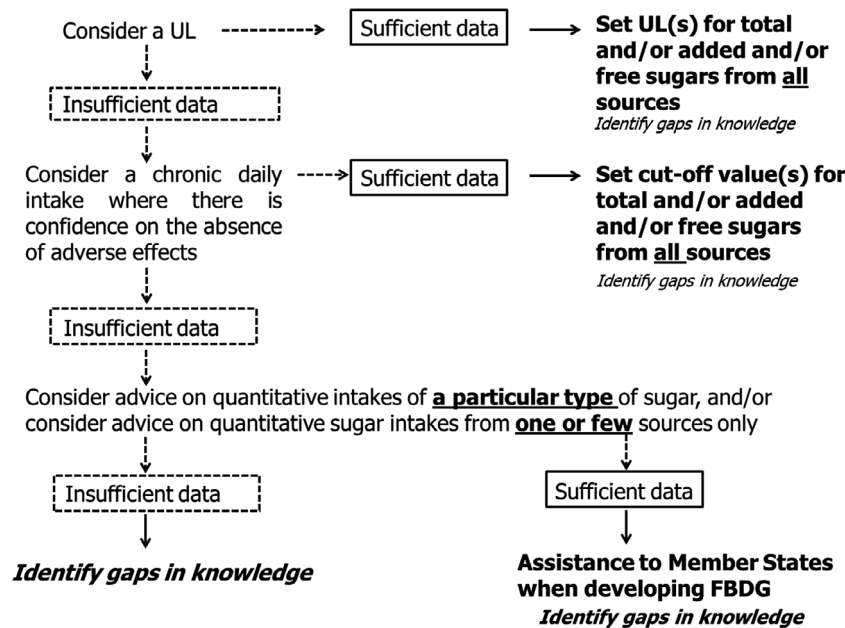 Consider a UL
Sufficient data
Set UL(s) for total
and/or added and/or
free sugars from all
sources
Identify gaps in knowledge
Insufficient data
Consider a chronic daily
intake where there is
confidence on the absence
of adverse effects
Sufficient data
Set cut-off value(s) for
total and/or added
and/or free sugars
from all sources
Identify gaps in knowledge
Insufficient data
Consider advice on quantitative intakes of a particular type of sugar, and/or
consider advice on quantitative sugar intakes from one or few sources only
Insufficient data
Sufficient data
Identify gaps in knowledge
Assistance to Member States
when developing FBDG
Identify gaps in knowledge